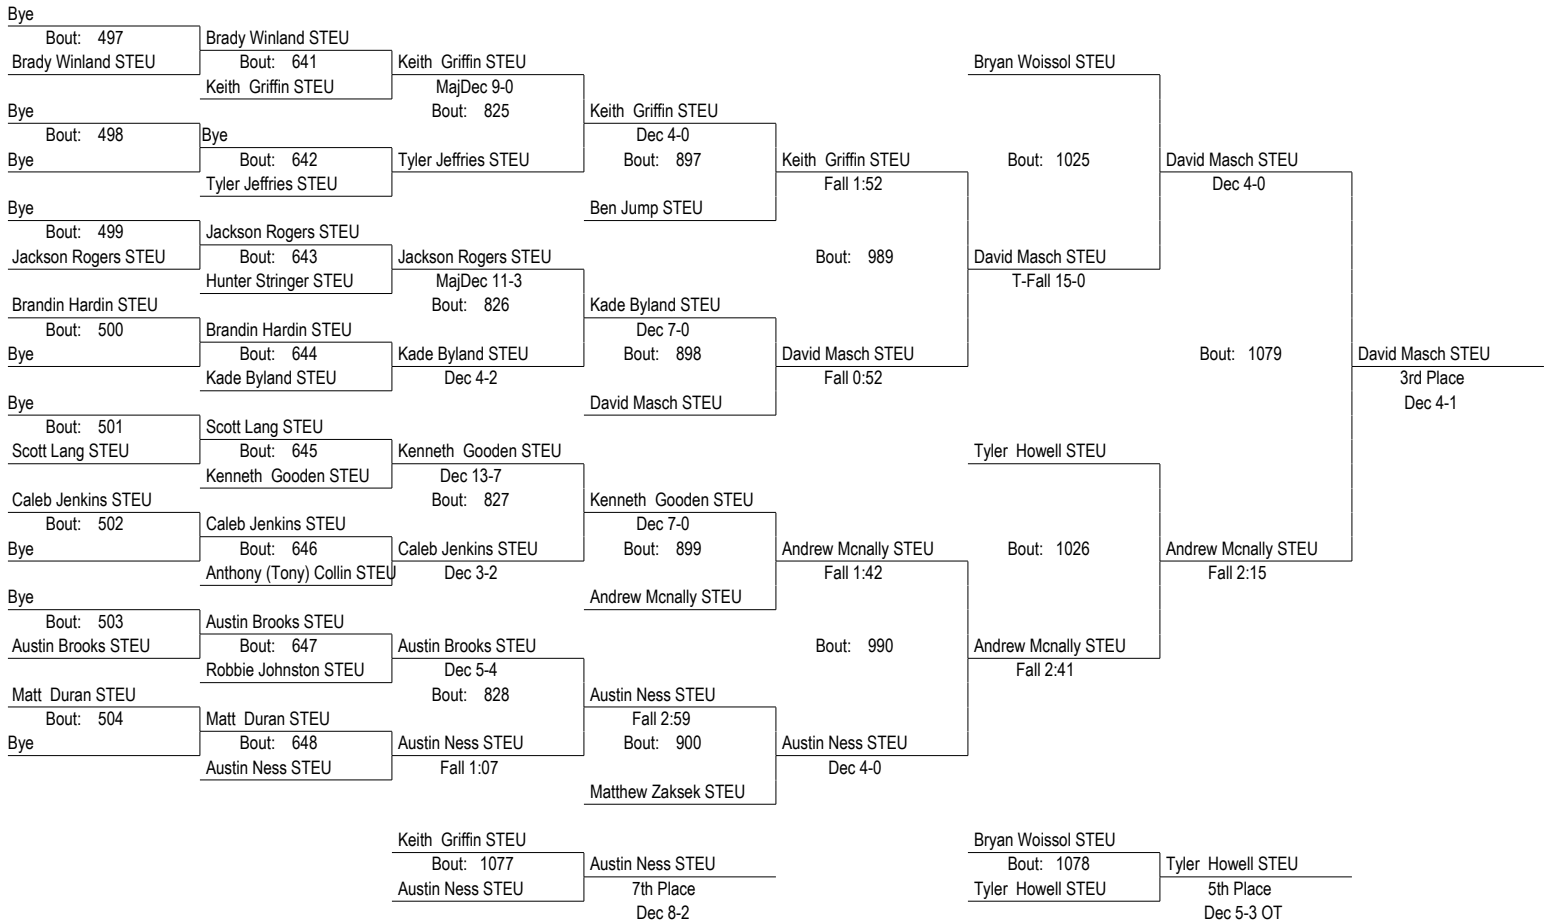 Bye
Bout: 497
Brady Winland STEU
Bye
Bout: 498
Bye
Bye
Bout: 499
Jackson Rogers STEU
Brandin Hardin STEU
Bout: 500
Bye
Bye
Bout: 501
Scott Lang STEU
Caleb Jenkins STEU
Bout: 502
Bye
Bye
Bout: 503
Austin Brooks STEU
Matt Duran STEU
Bout: 504
Bye
Brady Winland STEU
Bout: 641
Keith Griffin STEU
Bye
Bout: 642
Tyler Jeffries STEU
Jackson Rogers STEU
Bout: 643
Hunter Stringer STEU
Brandin Hardin STEU
Bout: 644
Kade Byland STEU
Scott Lang STEU
Bout: 645
Kenneth Gooden STEU
Caleb Jenkins STEU
Bout: 646
Anthony (Tony) Collin STEU
Austin Brooks STEU
Bout: 647
Robbie Johnston STEU
Matt Duran STEU
Bout: 648
Austin Ness STEU
Keith Griffin STEU
MajDec 9-0
Bout: 825
Tyler Jeffries STEU
Jackson Rogers STEU
MajDec 11-3
Bout: 826
Kade Byland STEU
Dec 4-2
Kenneth Gooden STEU
Dec 13-7
Bout: 827
Caleb Jenkins STEU
Dec 3-2
Austin Brooks STEU
Dec 5-4
Bout: 828
Austin Ness STEU
Fall 1:07
Keith Griffin STEU
Dec 4-0
Bout: 897
Ben Jump STEU
Kade Byland STEU
Dec 7-0
Bout: 898
David Masch STEU
Kenneth Gooden STEU
Dec 7-0
Bout: 899
Andrew Mcnally STEU
Austin Ness STEU
Fall 2:59
Bout: 900
Matthew Zaksek STEU
Keith Griffin STEU
Fall 1:52
Bout: 989
David Masch STEU
Fall 0:52
Andrew Mcnally STEU
Fall 1:42
Bout: 990
Austin Ness STEU
Dec 4-0
Bryan Woissol STEU
Bout: 1025
David Masch STEU
T-Fall 15-0
Tyler Howell STEU
Bout: 1026
Andrew Mcnally STEU
Fall 2:41
David Masch STEU
Dec 4-0
Bout: 1079
Andrew Mcnally STEU
Fall 2:15
David Masch STEU
3rd Place
Dec 4-1
Keith Griffin STEU
Bout: 1077
Austin Ness STEU
Austin Ness STEU
7th Place
Dec 8-2
Bryan Woissol STEU
Bout: 1078
Tyler Howell STEU
Tyler Howell STEU
5th Place
Dec 5-3 OT